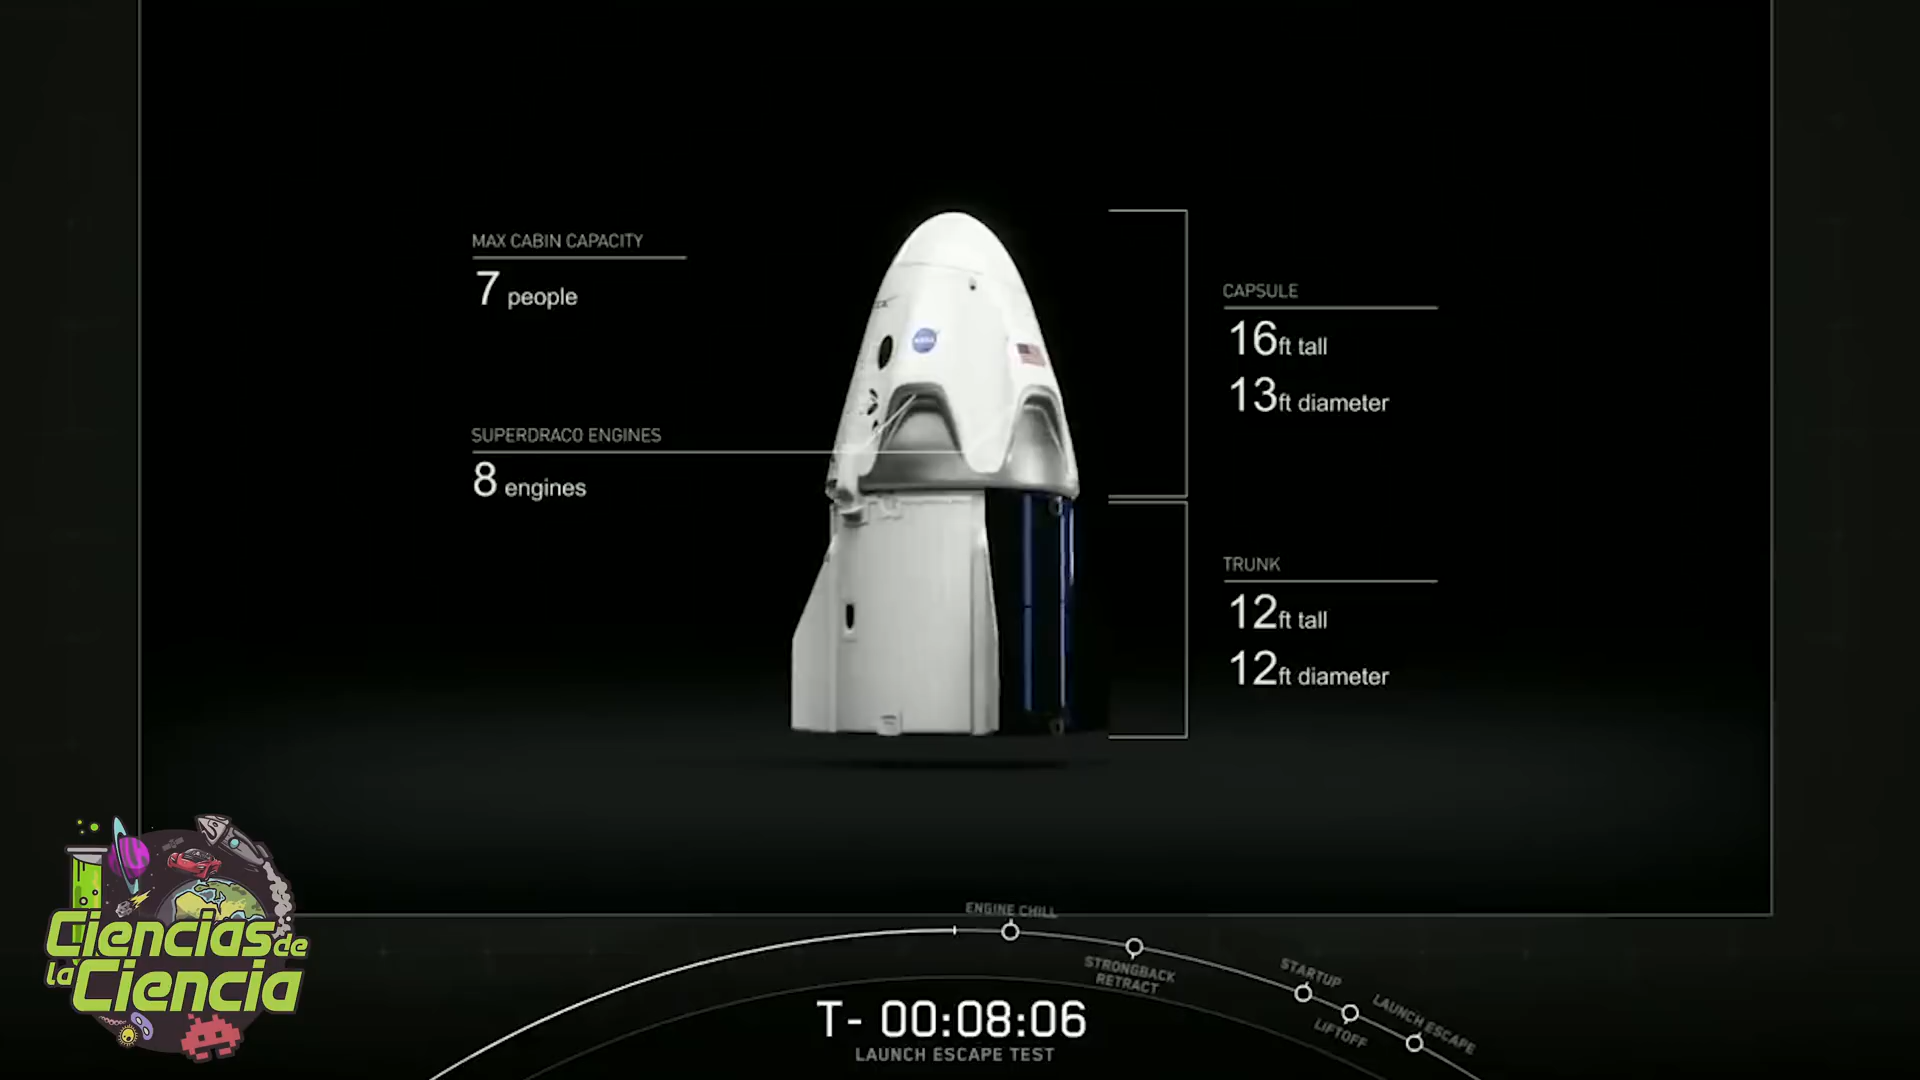 MAX CABIN CAPACITY
7 people
SUPERDRACO ENGINES
8 engines
CAPSULE
16ft tall
13ft diameter
TRUNK
12ft tall
12ft diameter
NASA
Ciencias de
la Ciencia
ENGINE CHILL
STRONGBACK
RETRACT
STARTUP
LIFTOFF
LAUNCH ESCAPE
T- 00:08:06
LAUNCH ESCAPE TEST